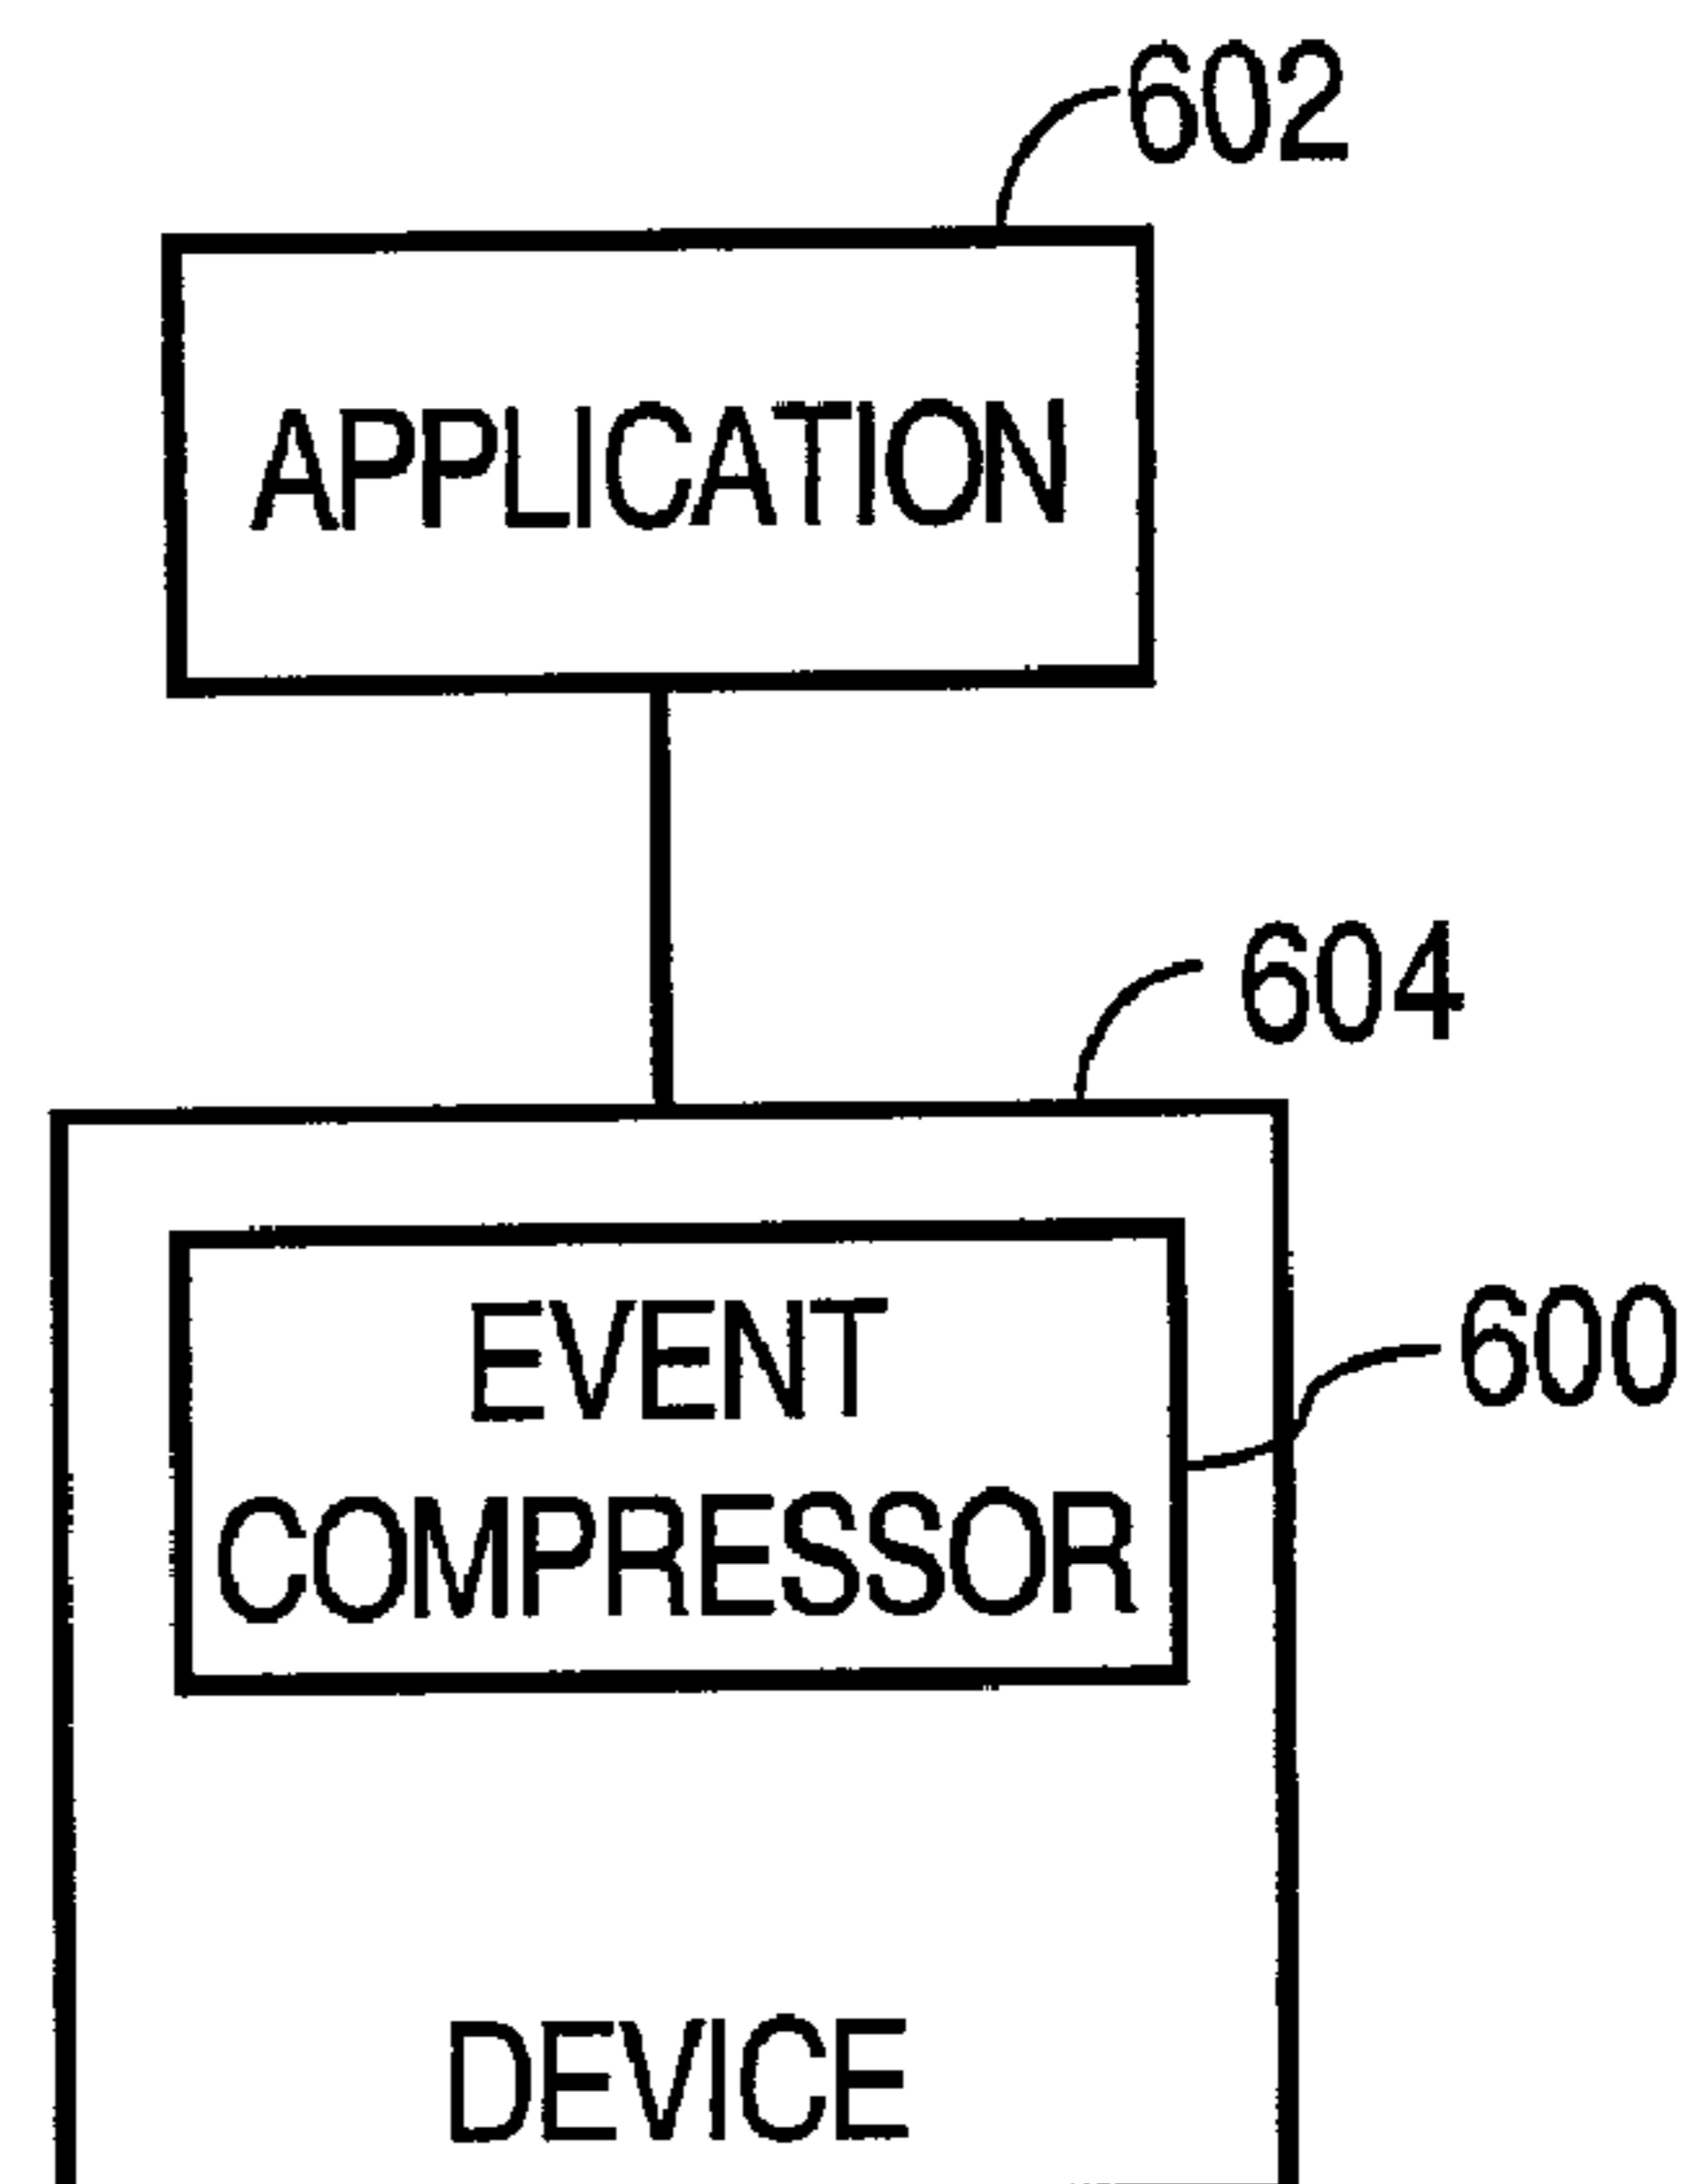 602
APPLICATION
604
EVENT
600
COMPRESSOR
DEVICE